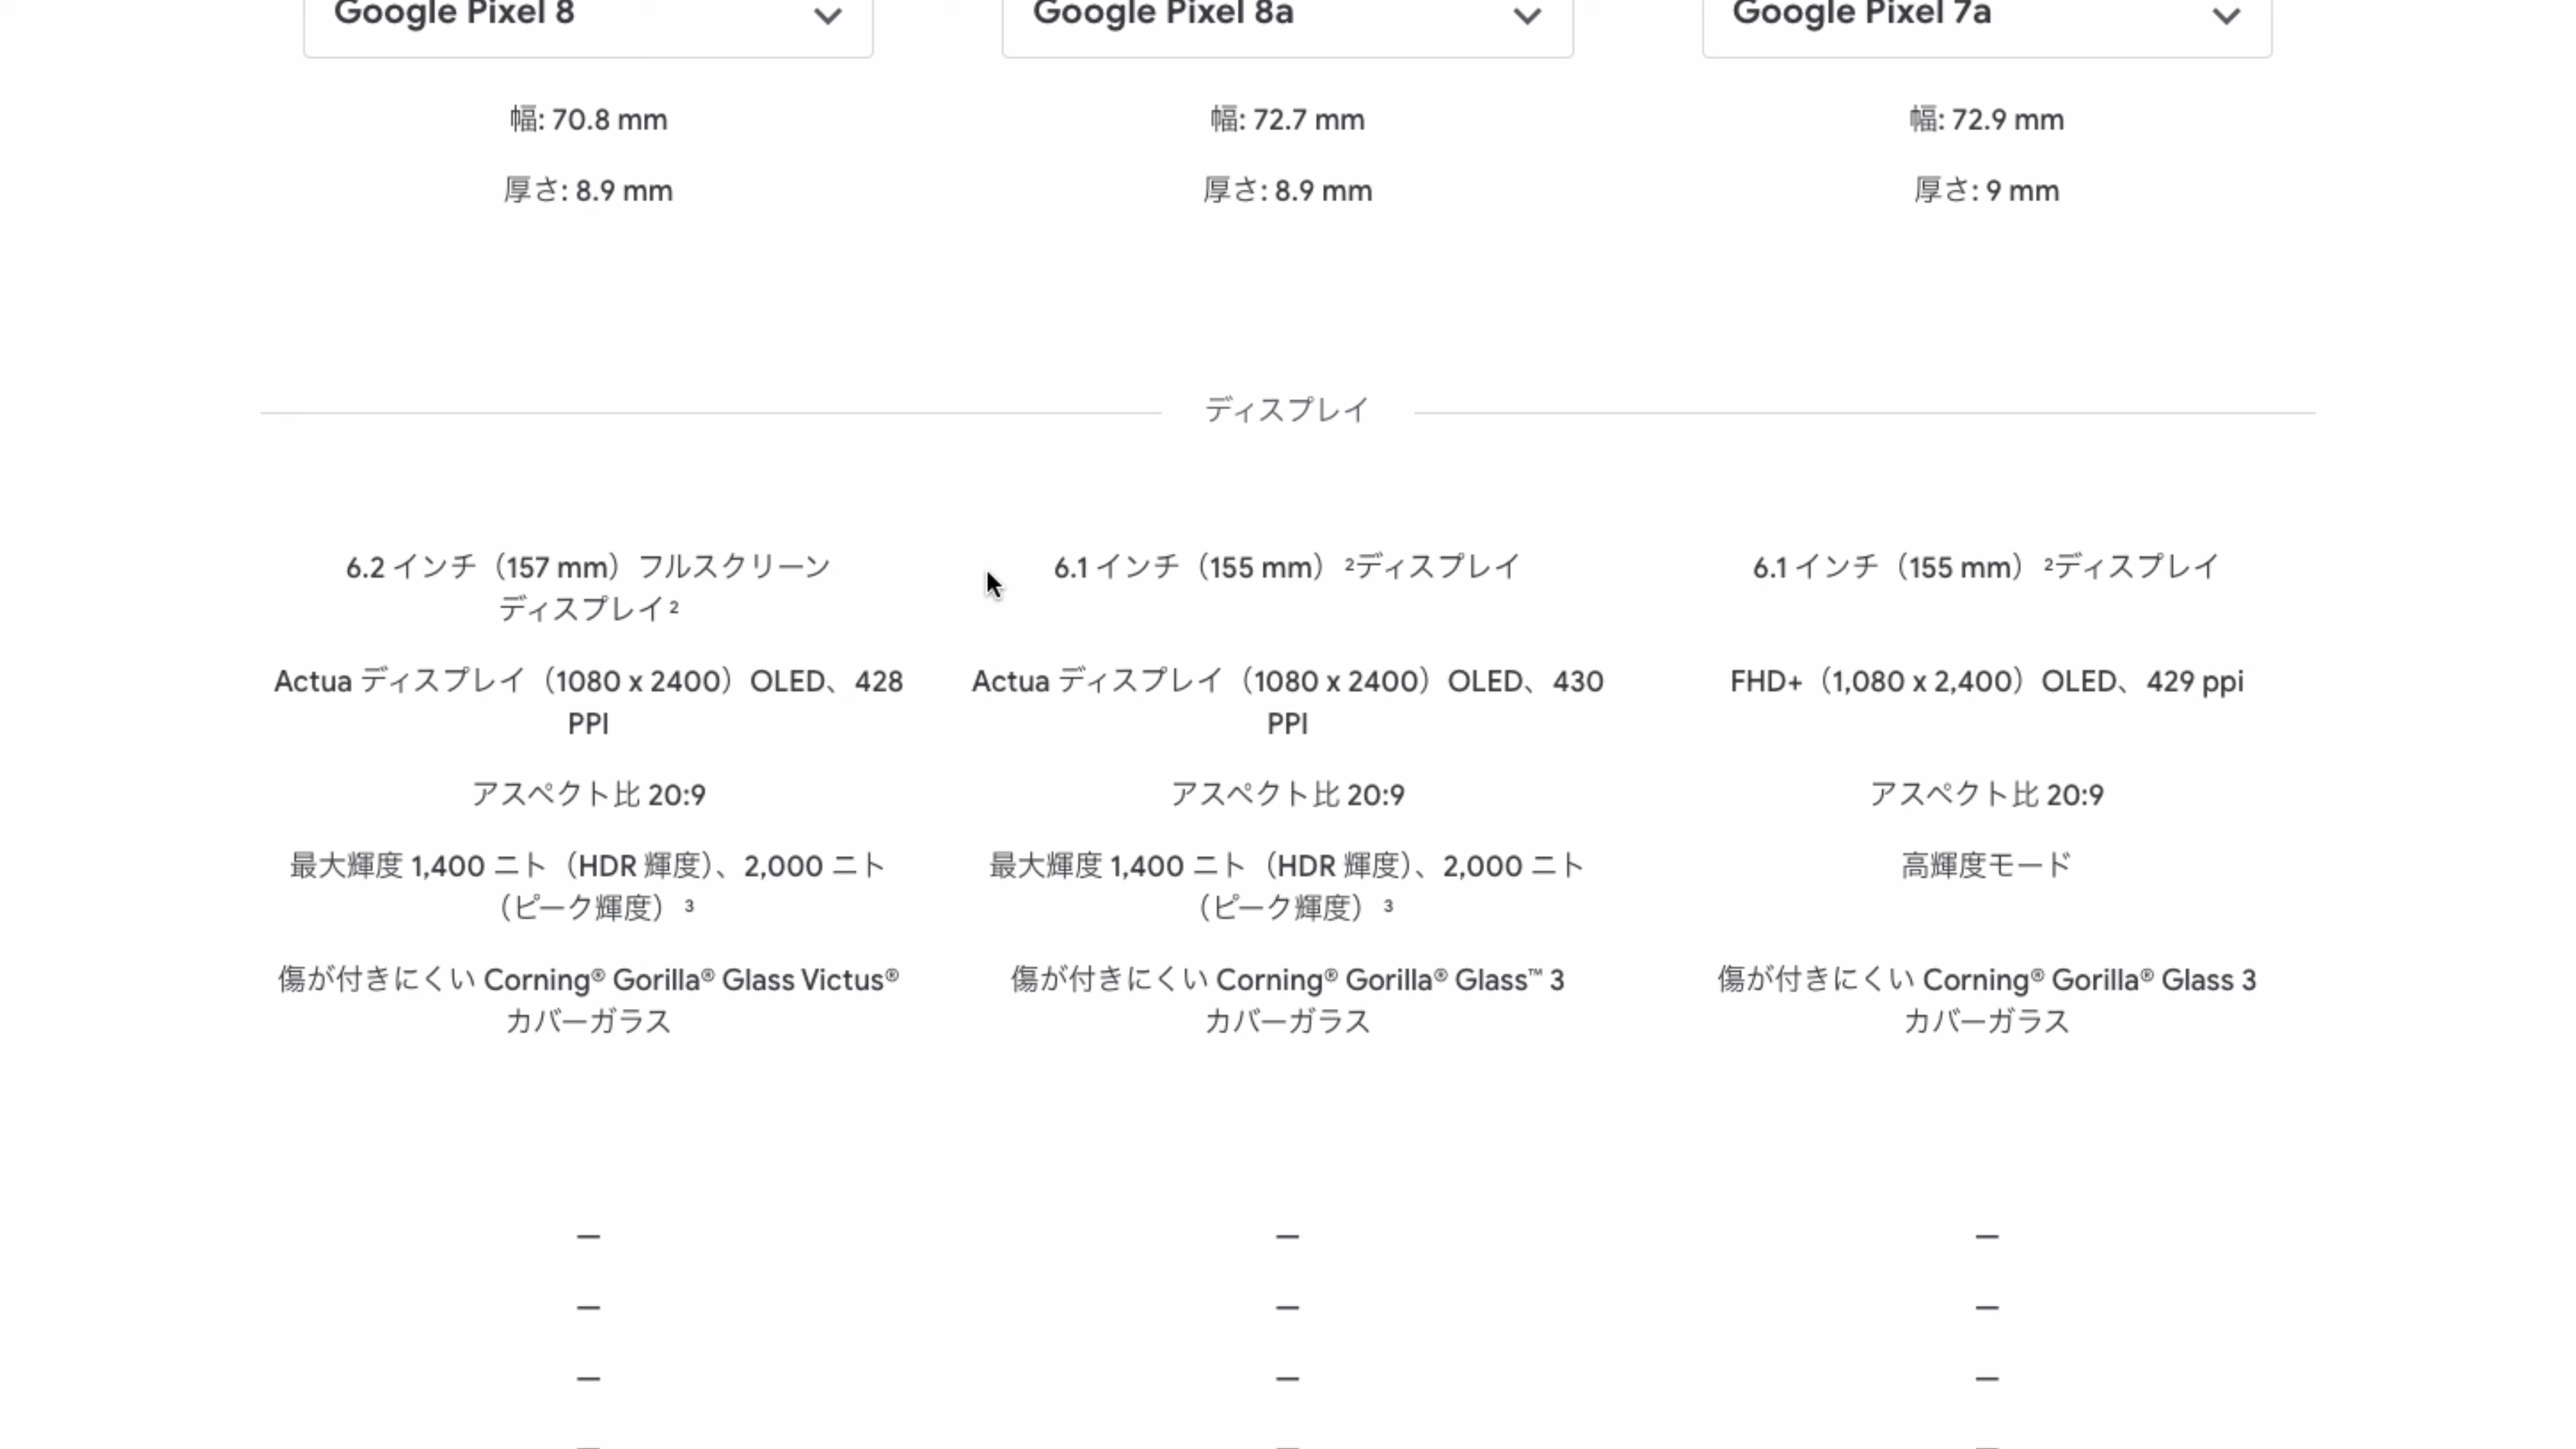 Google Pixel 8
Google Pixel 8a
Google Pixel 7a
幅: 70.8 mm
幅: 72.7 mm
幅: 72.9 mm
厚さ: 8.9 mm
厚さ: 8.9 mm
厚さ: 9 mm
ディスプレイ
6.2 インチ（157 mm）フルスクリーン
ディスプレイ²
6.1 インチ（155 mm）²ディスプレイ
6.1 インチ（155 mm）²ディスプレイ
Actua ディスプレイ（1080 x 2400）OLED、428
PPI
Actua ディスプレイ（1080 x 2400）OLED、430
PPI
FHD+（1,080 x 2,400）OLED、429 ppi
アスペクト比 20:9
アスペクト比 20:9
アスペクト比 20:9
最大輝度 1,400 ニト（HDR 輝度）、2,000 ニト
（ピーク輝度）³
最大輝度 1,400 ニト（HDR 輝度）、2,000 ニト
（ピーク輝度）³
高輝度モード
傷が付きにくい Corning® Gorilla® Glass Victus®
カバーガラス
傷が付きにくい Corning® Gorilla® Glass™ 3
カバーガラス
傷が付きにくい Corning® Gorilla® Glass 3
カバーガラス
— — —
— — —
— — —